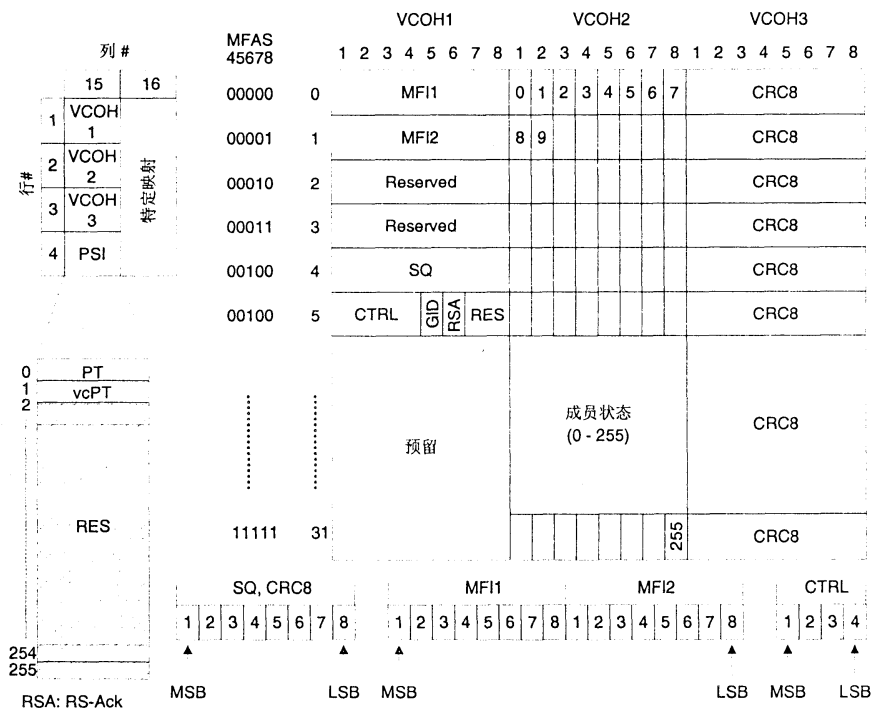 VCOH1 VCOH2 VCOH3
列 # MFAS
45678 1 2 3 4 5 6 7 8 1 2 3 4 5 6 7 8 1 2 3 4 5 6 7 8
15 16
00000 0 MFI1 0 1 2 3 4 5 6 7 CRC8
1 VCOH
1
00001 1 MFI2 8 9 CRC8
行# 2 VCOH
2 特定映射
00010 2 Reserved CRC8
3 VCOH
3
00011 3 Reserved CRC8
4 PSI
00100 4 SQ CRC8
00100 5 CTRL GID RSA RES CRC8
0 PT
1 vcPT
2
预留
成员状态
(0 - 255)
CRC8
RES
11111 31 255 CRC8
SQ, CRC8 MFI1 MFI2 CTRL
1 2 3 4 5 6 7 8 1 2 3 4 5 6 7 8 1 2 3 4 5 6 7 8 1 2 3 4
254
255
MSB LSB MSB LSB MSB LSB
RSA: RS-Ack